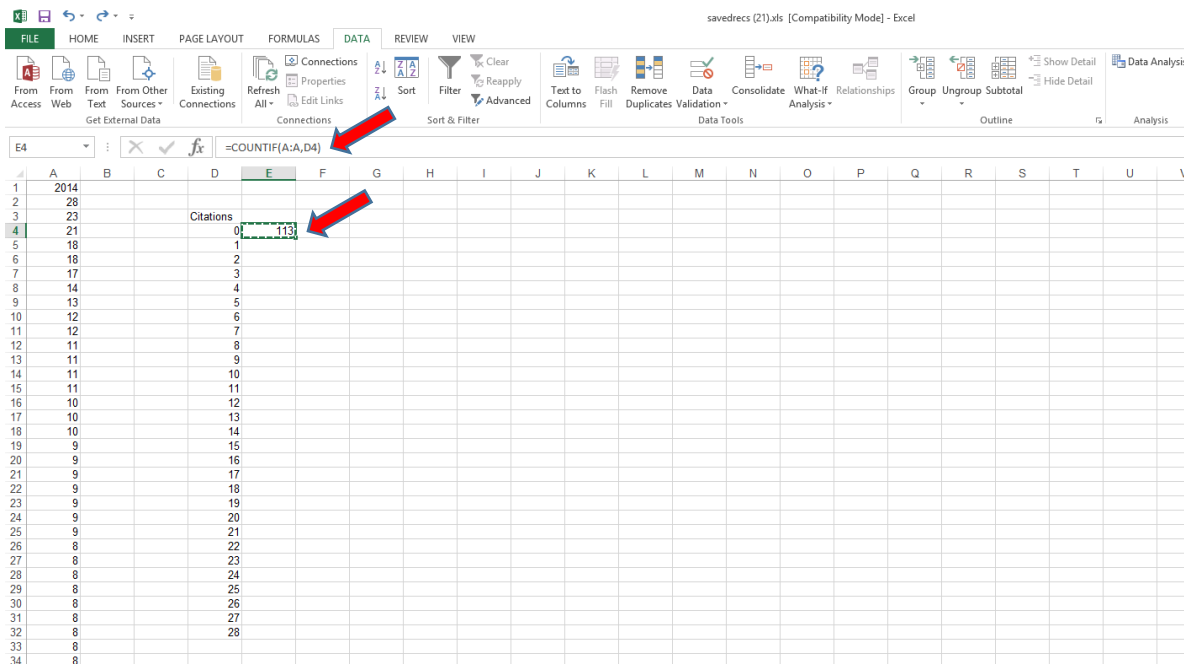 savedrecs (21).xls [Compatibility Mode] - Excel
FILE HOME INSERT PAGE LAYOUT FORMULAS DATA REVIEW VIEW
From Access
From Web
From Text
From Other Sources
Existing Connections
Get External Data
Refresh All
Connections
Properties
Edit Links
Connections
Sort
Filter
Clear
Reapply
Advanced
Sort & Filter
Text to Columns
Flash Fill
Remove Duplicates
Data Validation
Consolidate
What-If Analysis
Relationships
Data Tools
Group
Ungroup
Subtotal
Show Detail
Hide Detail
Outline
Data Analysis
Analysis
E4 fx =COUNTIF(A:A,D4)
A B C D E F G H I J K L M N O P Q R S T U V
1 2014
2 28
3 23 Citations
4 21 0 113
5 18 1
6 18 2
7 17 3
8 14 4
9 13 5
10 12 6
11 12 7
12 11 8
13 11 9
14 11 10
15 11 11
16 10 12
17 10 13
18 10 14
19 9 15
20 9 16
21 9 17
22 9 18
23 9 19
24 9 20
25 9 21
26 8 22
27 8 23
28 8 24
29 8 25
30 8 26
31 8 27
32 8 28
33 8
34 8